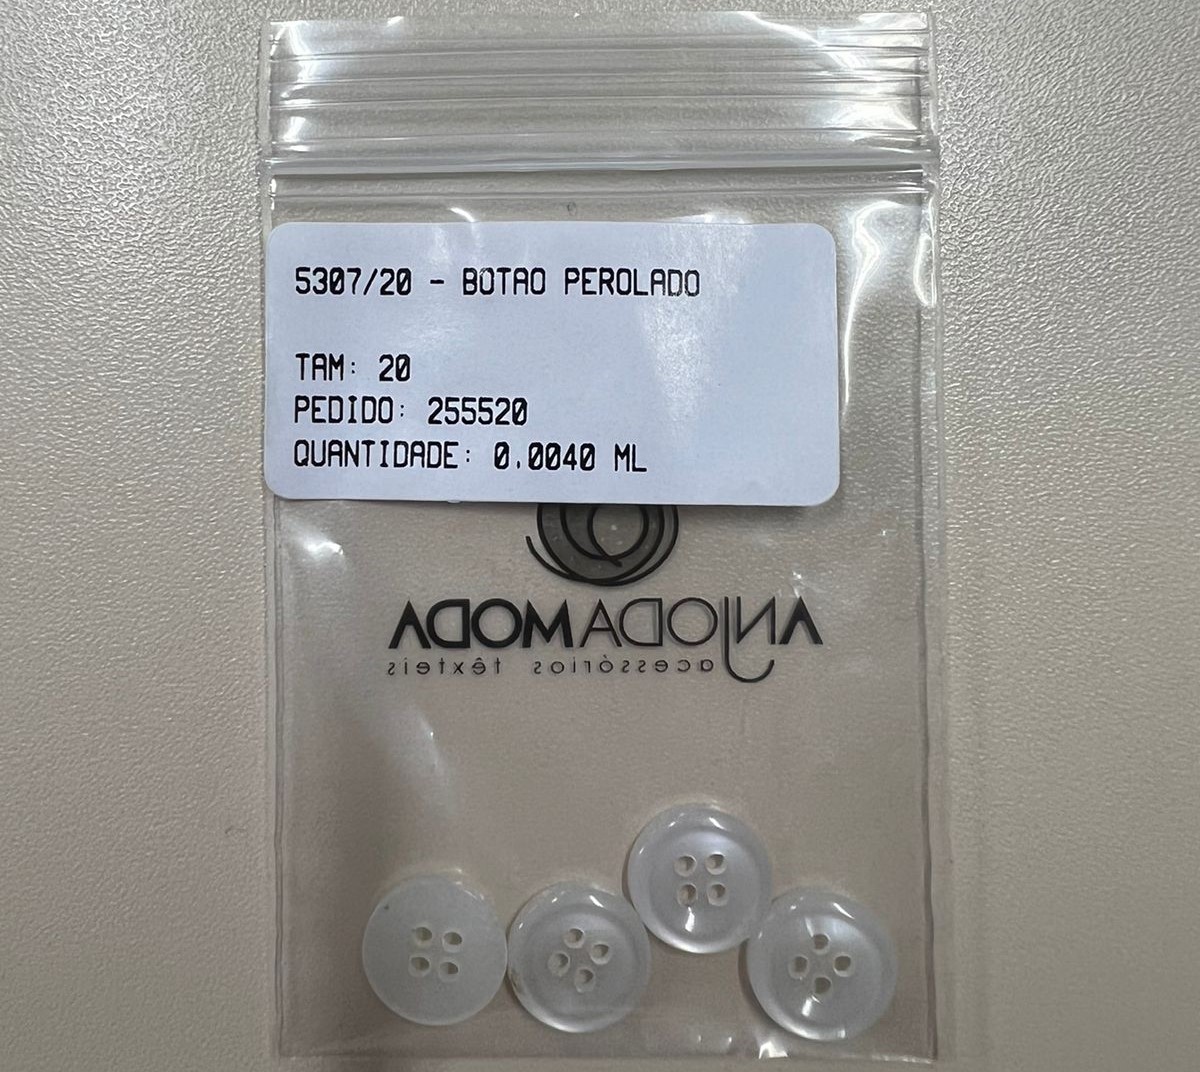 5307/20 - BOTAO PEROLADO
TAM: 20
PEDIDO: 255520
QUANTIDADE: 0.0040 ML
ANJODAMODA
acessórios têxteis